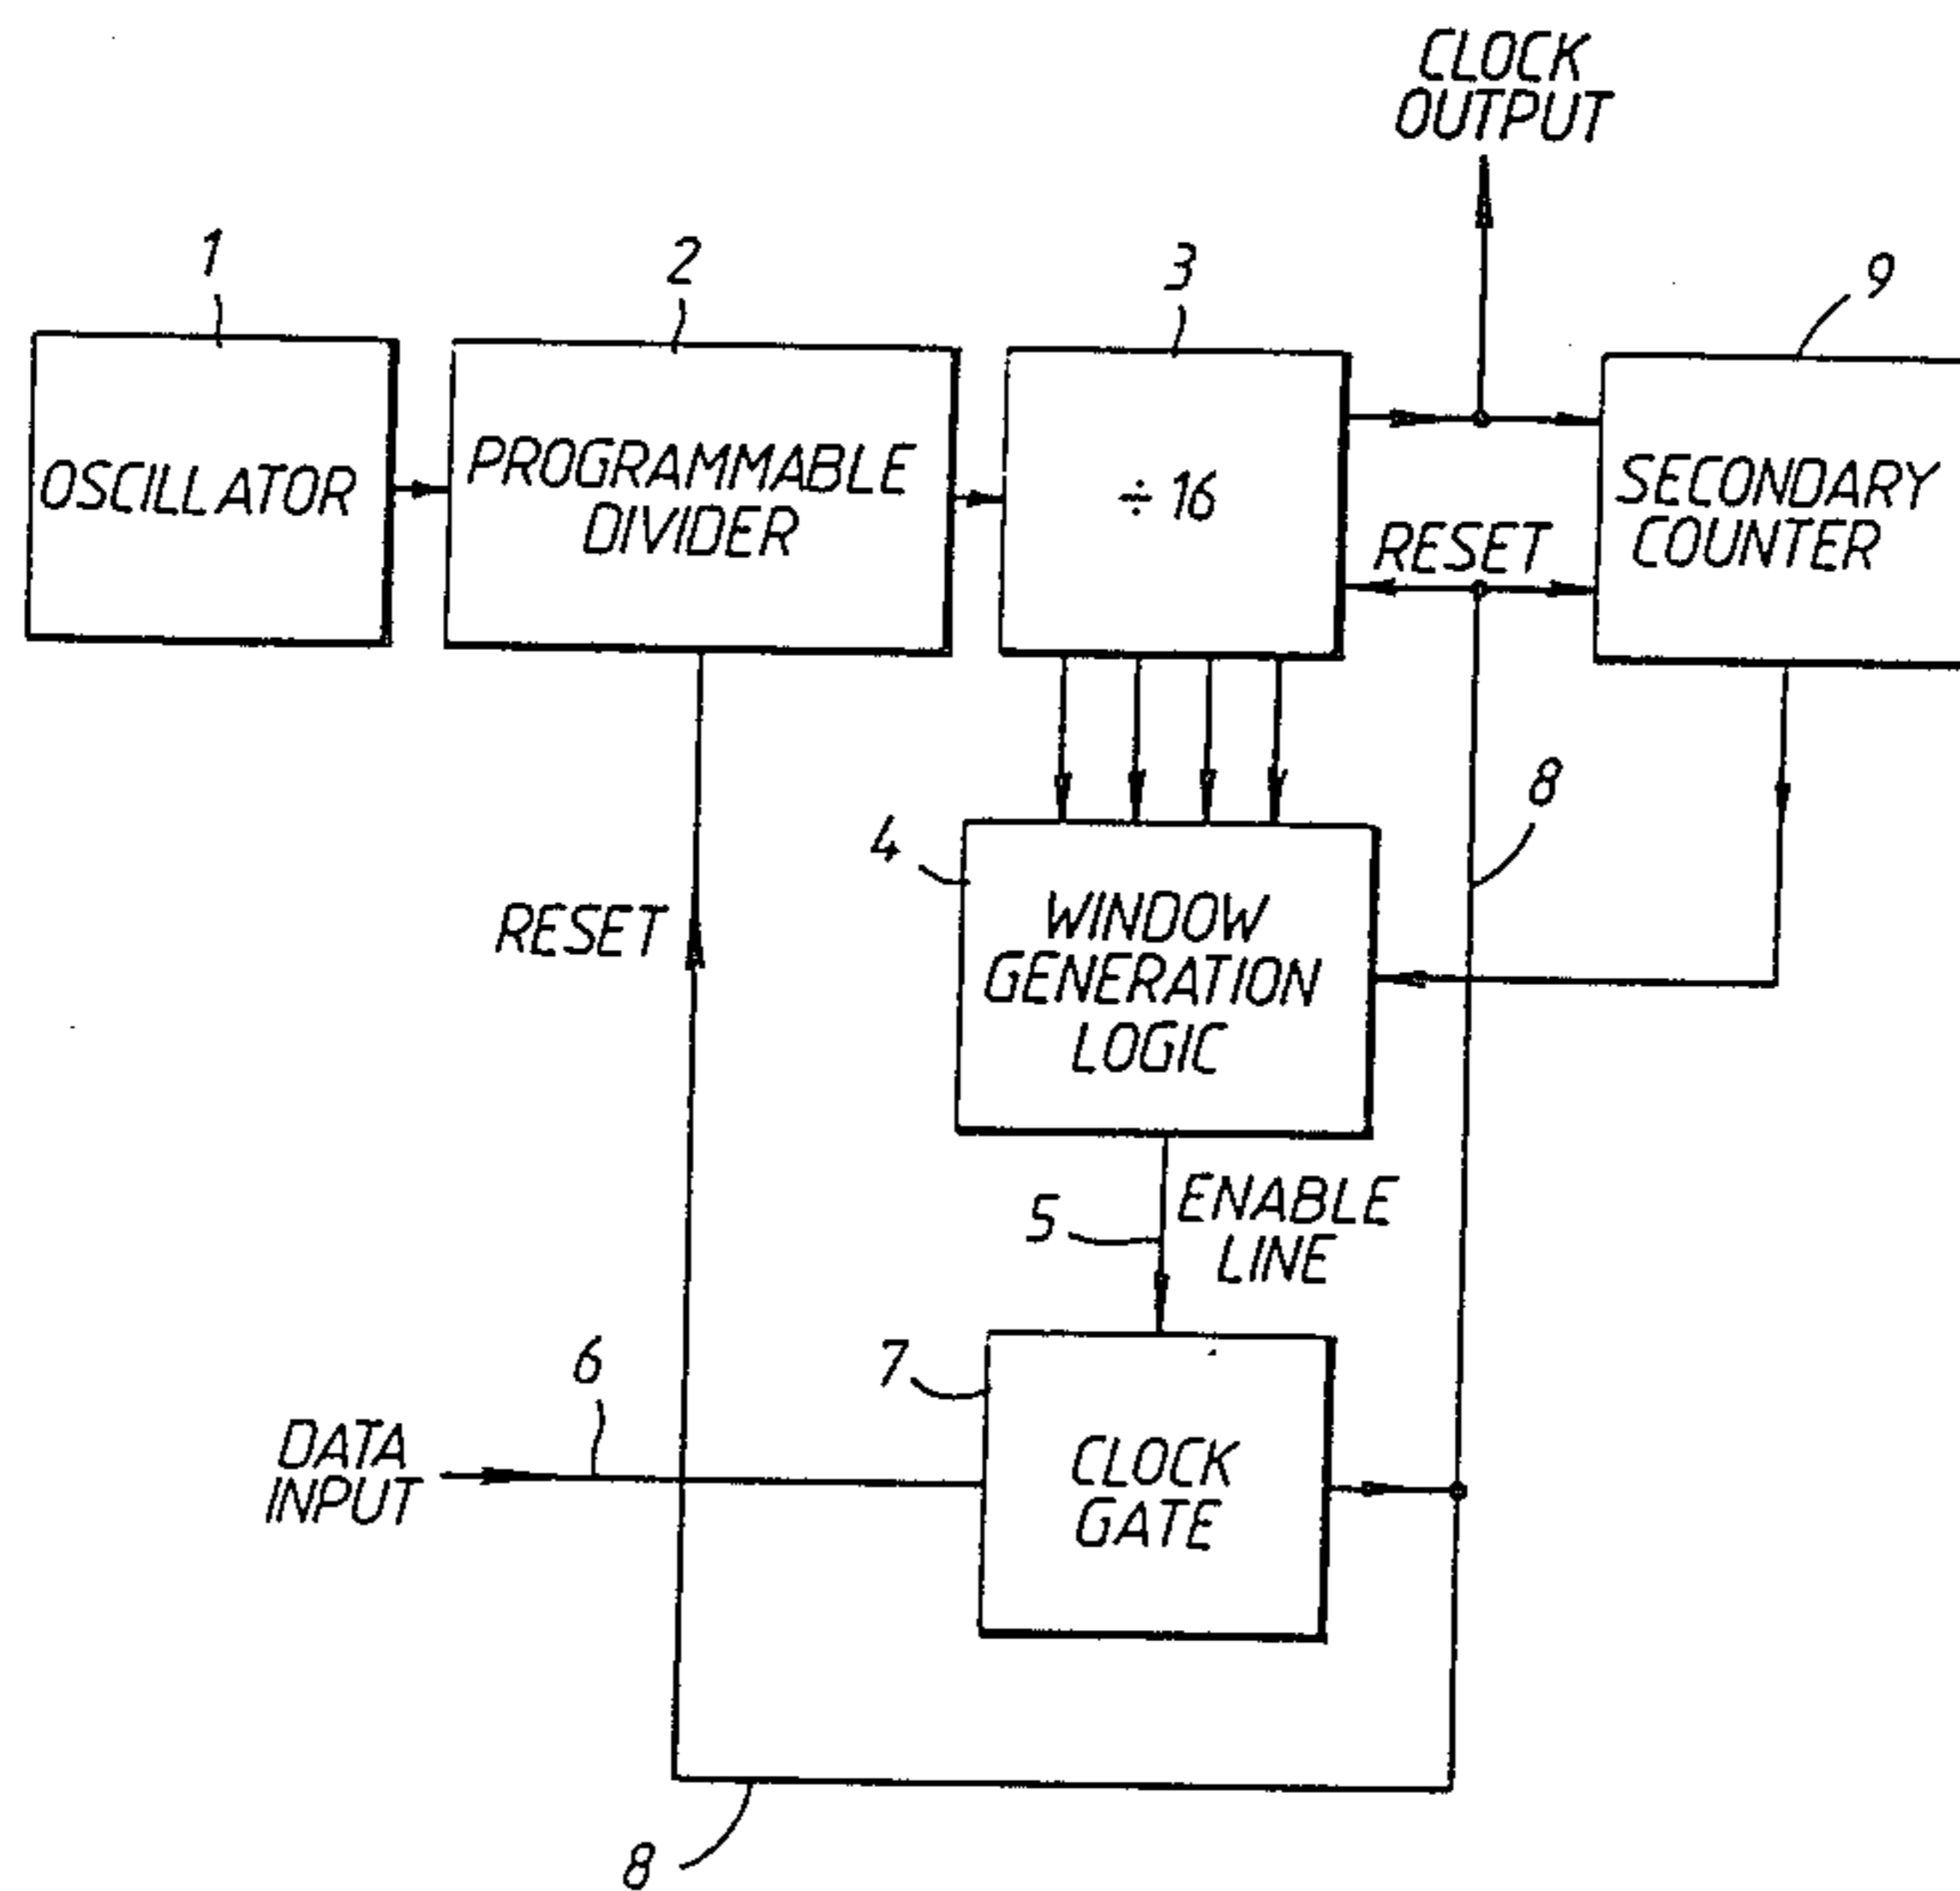 CLOCK
OUTPUT
1
2
3
9
OSCILLATOR
PROGRAMMABLE
DIVIDER
÷16
SECONDARY
COUNTER
RESET
8
4
WINDOW
GENERATION
LOGIC
RESET
5
ENABLE
LINE
6
7
DATA
INPUT
CLOCK
GATE
8